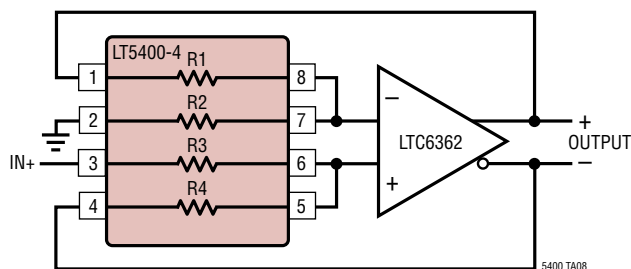 LT5400-4
R1
1
8
R2
2
7
IN+
R3
3
6
R4
4
5
−
+
LTC6362
+
OUTPUT
−
5400 TA08